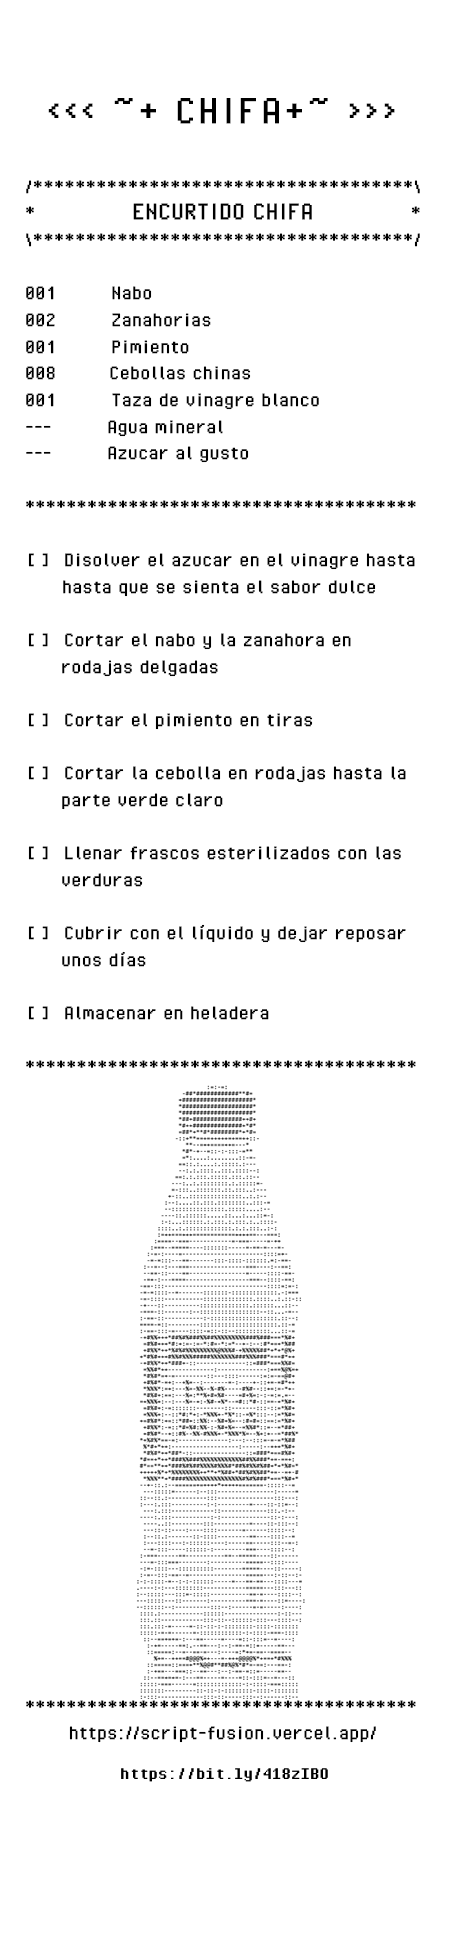 <<< ~+ CHIFA+~ >>>
/************************************\
* ENCURTIDO CHIFA *
\************************************/
001 Nabo
002 Zanahorias
001 Pimiento
008 Cebollas chinas
001 Taza de vinagre blanco
--- Agua mineral
--- Azucar al gusto
**************************************
[ ] Disolver el azucar en el vinagre hasta
hasta que se sienta el sabor dulce
[ ] Cortar el nabo y la zanahora en
rodajas delgadas
[ ] Cortar el pimiento en tiras
[ ] Cortar la cebolla en rodajas hasta la
parte verde claro
[ ] Llenar frascos esterilizados con las
verduras
[ ] Cubrir con el líquido y dejar reposar
unos días
[ ] Almacenar en heladera
**************************************
**************************************
https://script-fusion.vercel.app/
https://bit.ly/418zIBO